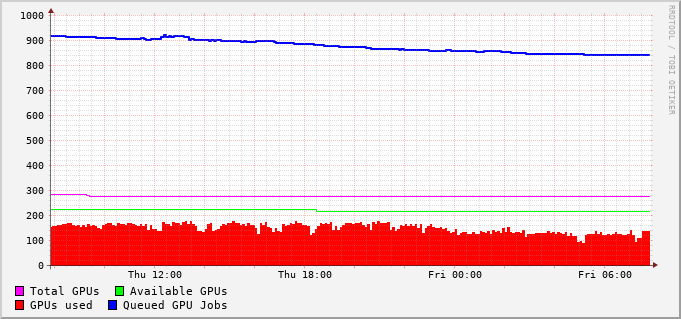 1000
900
800
700
600
500
400
300
200
100
0
Thu 12:00 Thu 18:00 Fri 00:00 Fri 06:00
Total GPUs Available GPUs
GPUs used Queued GPU Jobs
RRDTOOL / TOBI OETIKER